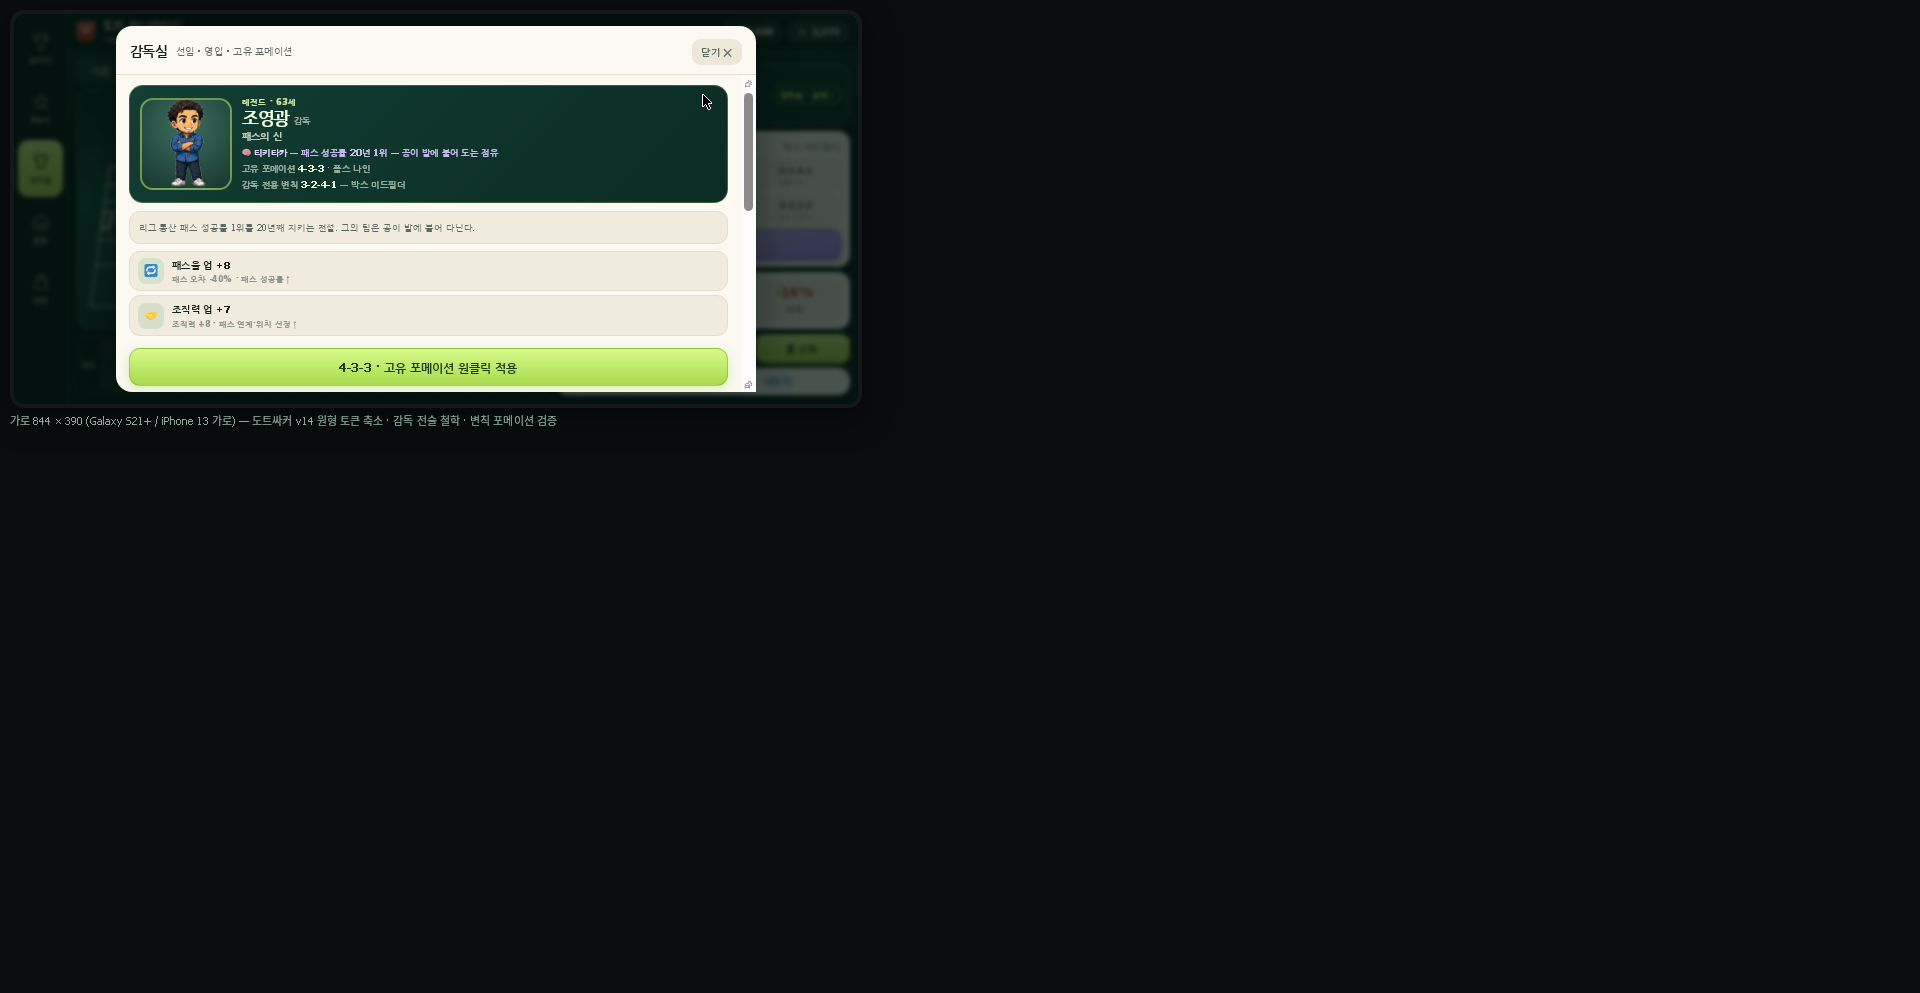 감독실 선임 • 영입 • 고유 포메이션
닫기 ✕
레전드 · 63세
조영광 감독
패스의 신
🧠 티키타카 — 패스 성공률 20년 1위 — 공이 발에 붙어 도는 점유
고유 포메이션 4-3-3 · 폴스 나인
감독 전용 변칙 3-2-4-1 — 박스 미드필더
리그 통산 패스 성공률 1위를 20년째 지키는 전설. 그의 팀은 공이 발에 붙어 다닌다.
패스율 업 +8
패스 오차 -40% · 패스 성공률 ↑
조직력 업 +7
조직력 +8 · 패스 연계·위치 선정 ↑
4-3-3 · 고유 포메이션 원클릭 적용
-16%
가로 844 × 390 (Galaxy S21+ / iPhone 13 가로) — 도트싸커 v14 원형 토큰 축소 · 감독 전술 철학 · 변칙 포메이션 검증